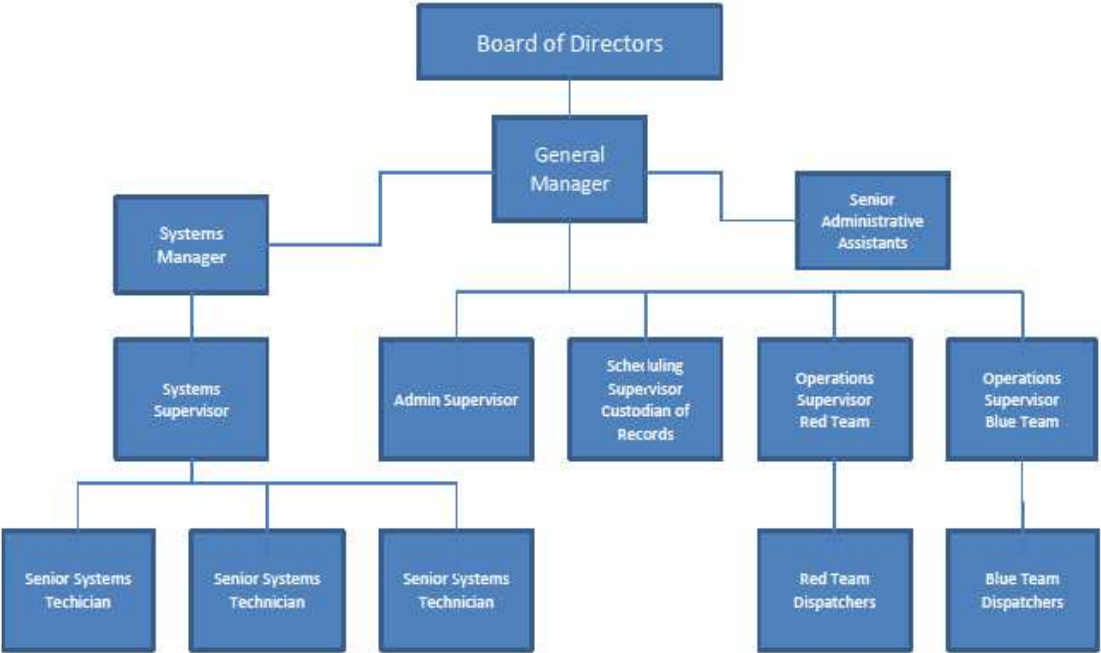 Board of Directors
General
Manager
Senior
Administrative
Assistants
Systems
Manager
Systems
Supervisor
Admin Supervisor
Scheduling
Supervisor
Custodian of
Records
Operations
Supervisor
Red Team
Operations
Supervisor
Blue Team
Senior Systems
Techician
Senior Systems
Technician
Senior Systems
Technician
Red Team
Dispatchers
Blue Team
Dispatchers